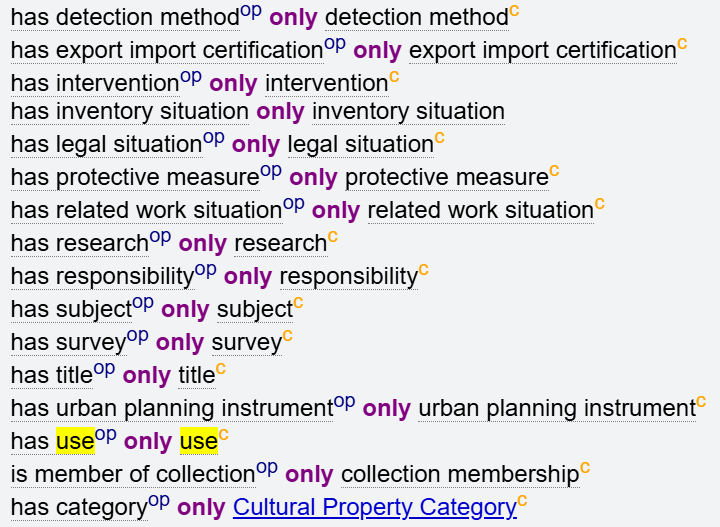 has detection method op only detection method c
has export import certification op only export import certification c
has intervention op only intervention c
has inventory situation only inventory situation
has legal situation op only legal situation c
has protective measure op only protective measure c
has related work situation op only related work situation c
has research op only research c
has responsibility op only responsibility c
has subject op only subject c
has survey op only survey c
has title op only title c
has urban planning instrument op only urban planning instrument c
has use op only use c
is member of collection op only collection membership c
has category op only Cultural Property Category c